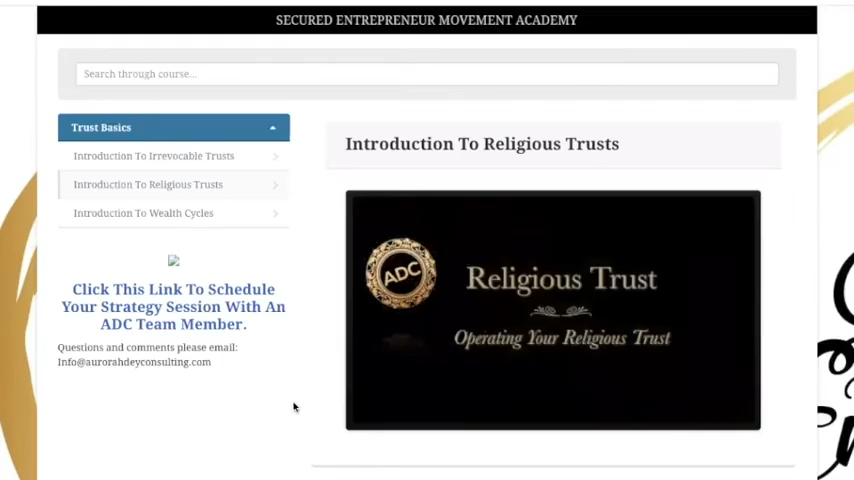 SECURED ENTREPRENEUR MOVEMENT ACADEMY
Search through course...
Trust Basics
Introduction To Irrevocable Trusts
Introduction To Religious Trusts
Introduction To Wealth Cycles
Click This Link To Schedule
Your Strategy Session With An
ADC Team Member.
Questions and comments please email:
Info@aurorahdeyconsulting.com
Introduction To Religious Trusts
ADC
Religious Trust
Operating Your Religious Trust